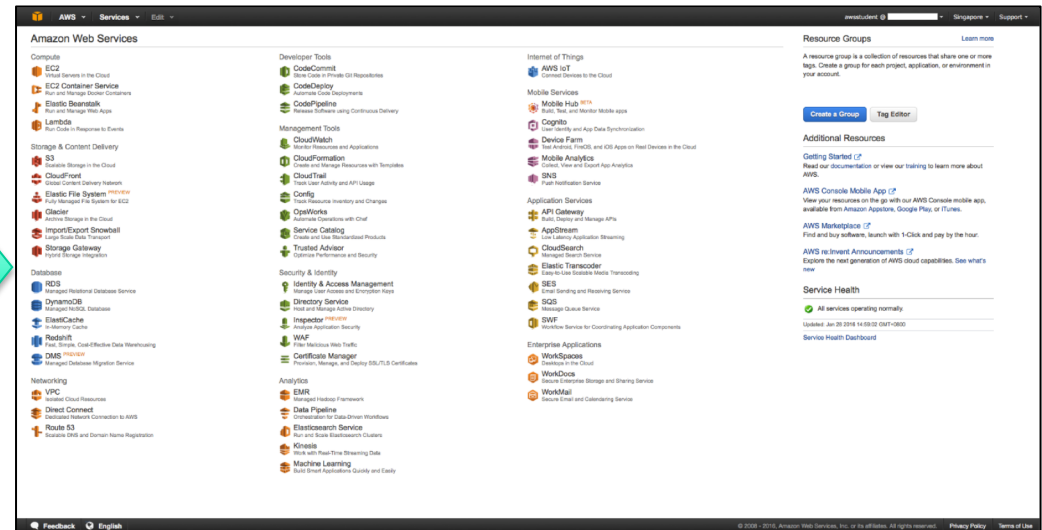 AWS Services Edit awsstudent @ Singapore Support
Amazon Web Services
Compute
EC2
Virtual Servers in the Cloud
EC2 Container Service
Run and Manage Docker Containers
Elastic Beanstalk
Run and Manage Web Apps
Lambda
Run Code in Response to Events
Storage & Content Delivery
S3
Scalable Storage in the Cloud
CloudFront
Global Content Delivery Network
Elastic File System PREVIEW
Fully Managed File System for EC2
Glacier
Archive Storage in the Cloud
Import/Export Snowball
Large Scale Data Transport
Storage Gateway
Hybrid Storage Integration
Database
RDS
Managed Relational Database Service
DynamoDB
Managed NoSQL Database
ElastiCache
In-Memory Cache
Redshift
Fast, Simple, Cost-Effective Data Warehousing
DMS PREVIEW
Managed Database Migration Service
Networking
VPC
Isolated Cloud Resources
Direct Connect
Dedicated Network Connection to AWS
Route 53
Scalable DNS and Domain Name Registration
Developer Tools
CodeCommit
Store Code in Private Git Repositories
CodeDeploy
Automate Code Deployments
CodePipeline
Release Software using Continuous Delivery
Management Tools
CloudWatch
Monitor Resources and Applications
CloudFormation
Create and Manage Resources with Templates
CloudTrail
Track User Activity and API Usage
Config
Track Resource Inventory and Changes
OpsWorks
Automate Operations with Chef
Service Catalog
Create and Use Standardized Products
Trusted Advisor
Optimize Performance and Security
Security & Identity
Identity & Access Management
Manage User Access and Encryption Keys
Directory Service
Host and Manage Active Directory
Inspector PREVIEW
Analyze Application Security
WAF
Filter Malicious Web Traffic
Certificate Manager
Provision, Manage, and Deploy SSL/TLS Certificates
Analytics
EMR
Managed Hadoop Framework
Data Pipeline
Orchestration for Data-Driven Workflows
Elasticsearch Service
Run and Scale Elasticsearch Clusters
Kinesis
Work with Real-Time Streaming Data
Machine Learning
Build Smart Applications Quickly and Easily
Internet of Things
AWS IoT
Connect Devices to the Cloud
Mobile Services
Mobile Hub BETA
Build, Test, and Monitor Mobile apps
Cognito
User Identity and App Data Synchronization
Device Farm
Test Android, FireOS, and iOS Apps on Real Devices in the Cloud
Mobile Analytics
Collect, View and Export App Analytics
SNS
Push Notification Service
Application Services
API Gateway
Build, Deploy and Manage APIs
AppStream
Low Latency Application Streaming
CloudSearch
Managed Search Service
Elastic Transcoder
Easy-to-Use Scalable Media Transcoding
SES
Email Sending and Receiving Service
SQS
Message Queue Service
SWF
Workflow Service for Coordinating Application Components
Enterprise Applications
WorkSpaces
Desktops in the Cloud
WorkDocs
Secure Enterprise Storage and Sharing Service
WorkMail
Secure Email and Calendaring Service
Resource Groups Learn more
A resource group is a collection of resources that share one or more
tags. Create a group for each project, application, or environment in
your account.
Create a Group Tag Editor
Additional Resources
Getting Started
Read our documentation or view our training to learn more about
AWS.
AWS Console Mobile App
View your resources on the go with our AWS Console mobile app,
available from Amazon Appstore, Google Play, or iTunes.
AWS Marketplace
Find and buy software, launch with 1-Click and pay by the hour.
AWS re:Invent Announcements
Explore the next generation of AWS cloud capabilities. See what's
new
Service Health
All services operating normally.
Updated: Jan 28 2016 14:59:02 GMT+0800
Service Health Dashboard
Feedback English © 2008 - 2016, Amazon Web Services, Inc. or its affiliates. All rights reserved. Privacy Policy Terms of Use